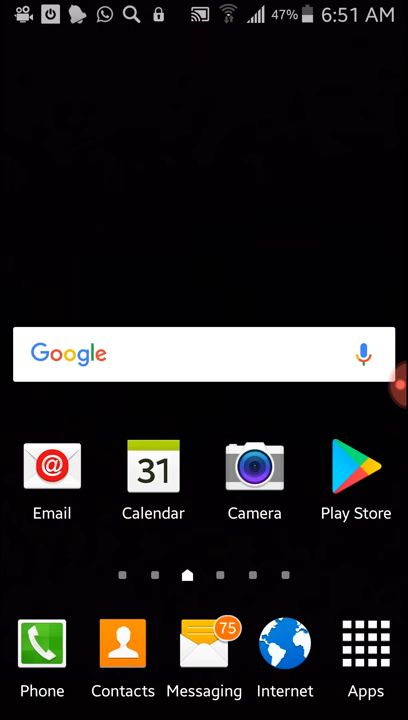 47% 6:51 AM
Google
@ 31
Email Calendar Camera Play Store
75
Phone Contacts Messaging Internet Apps